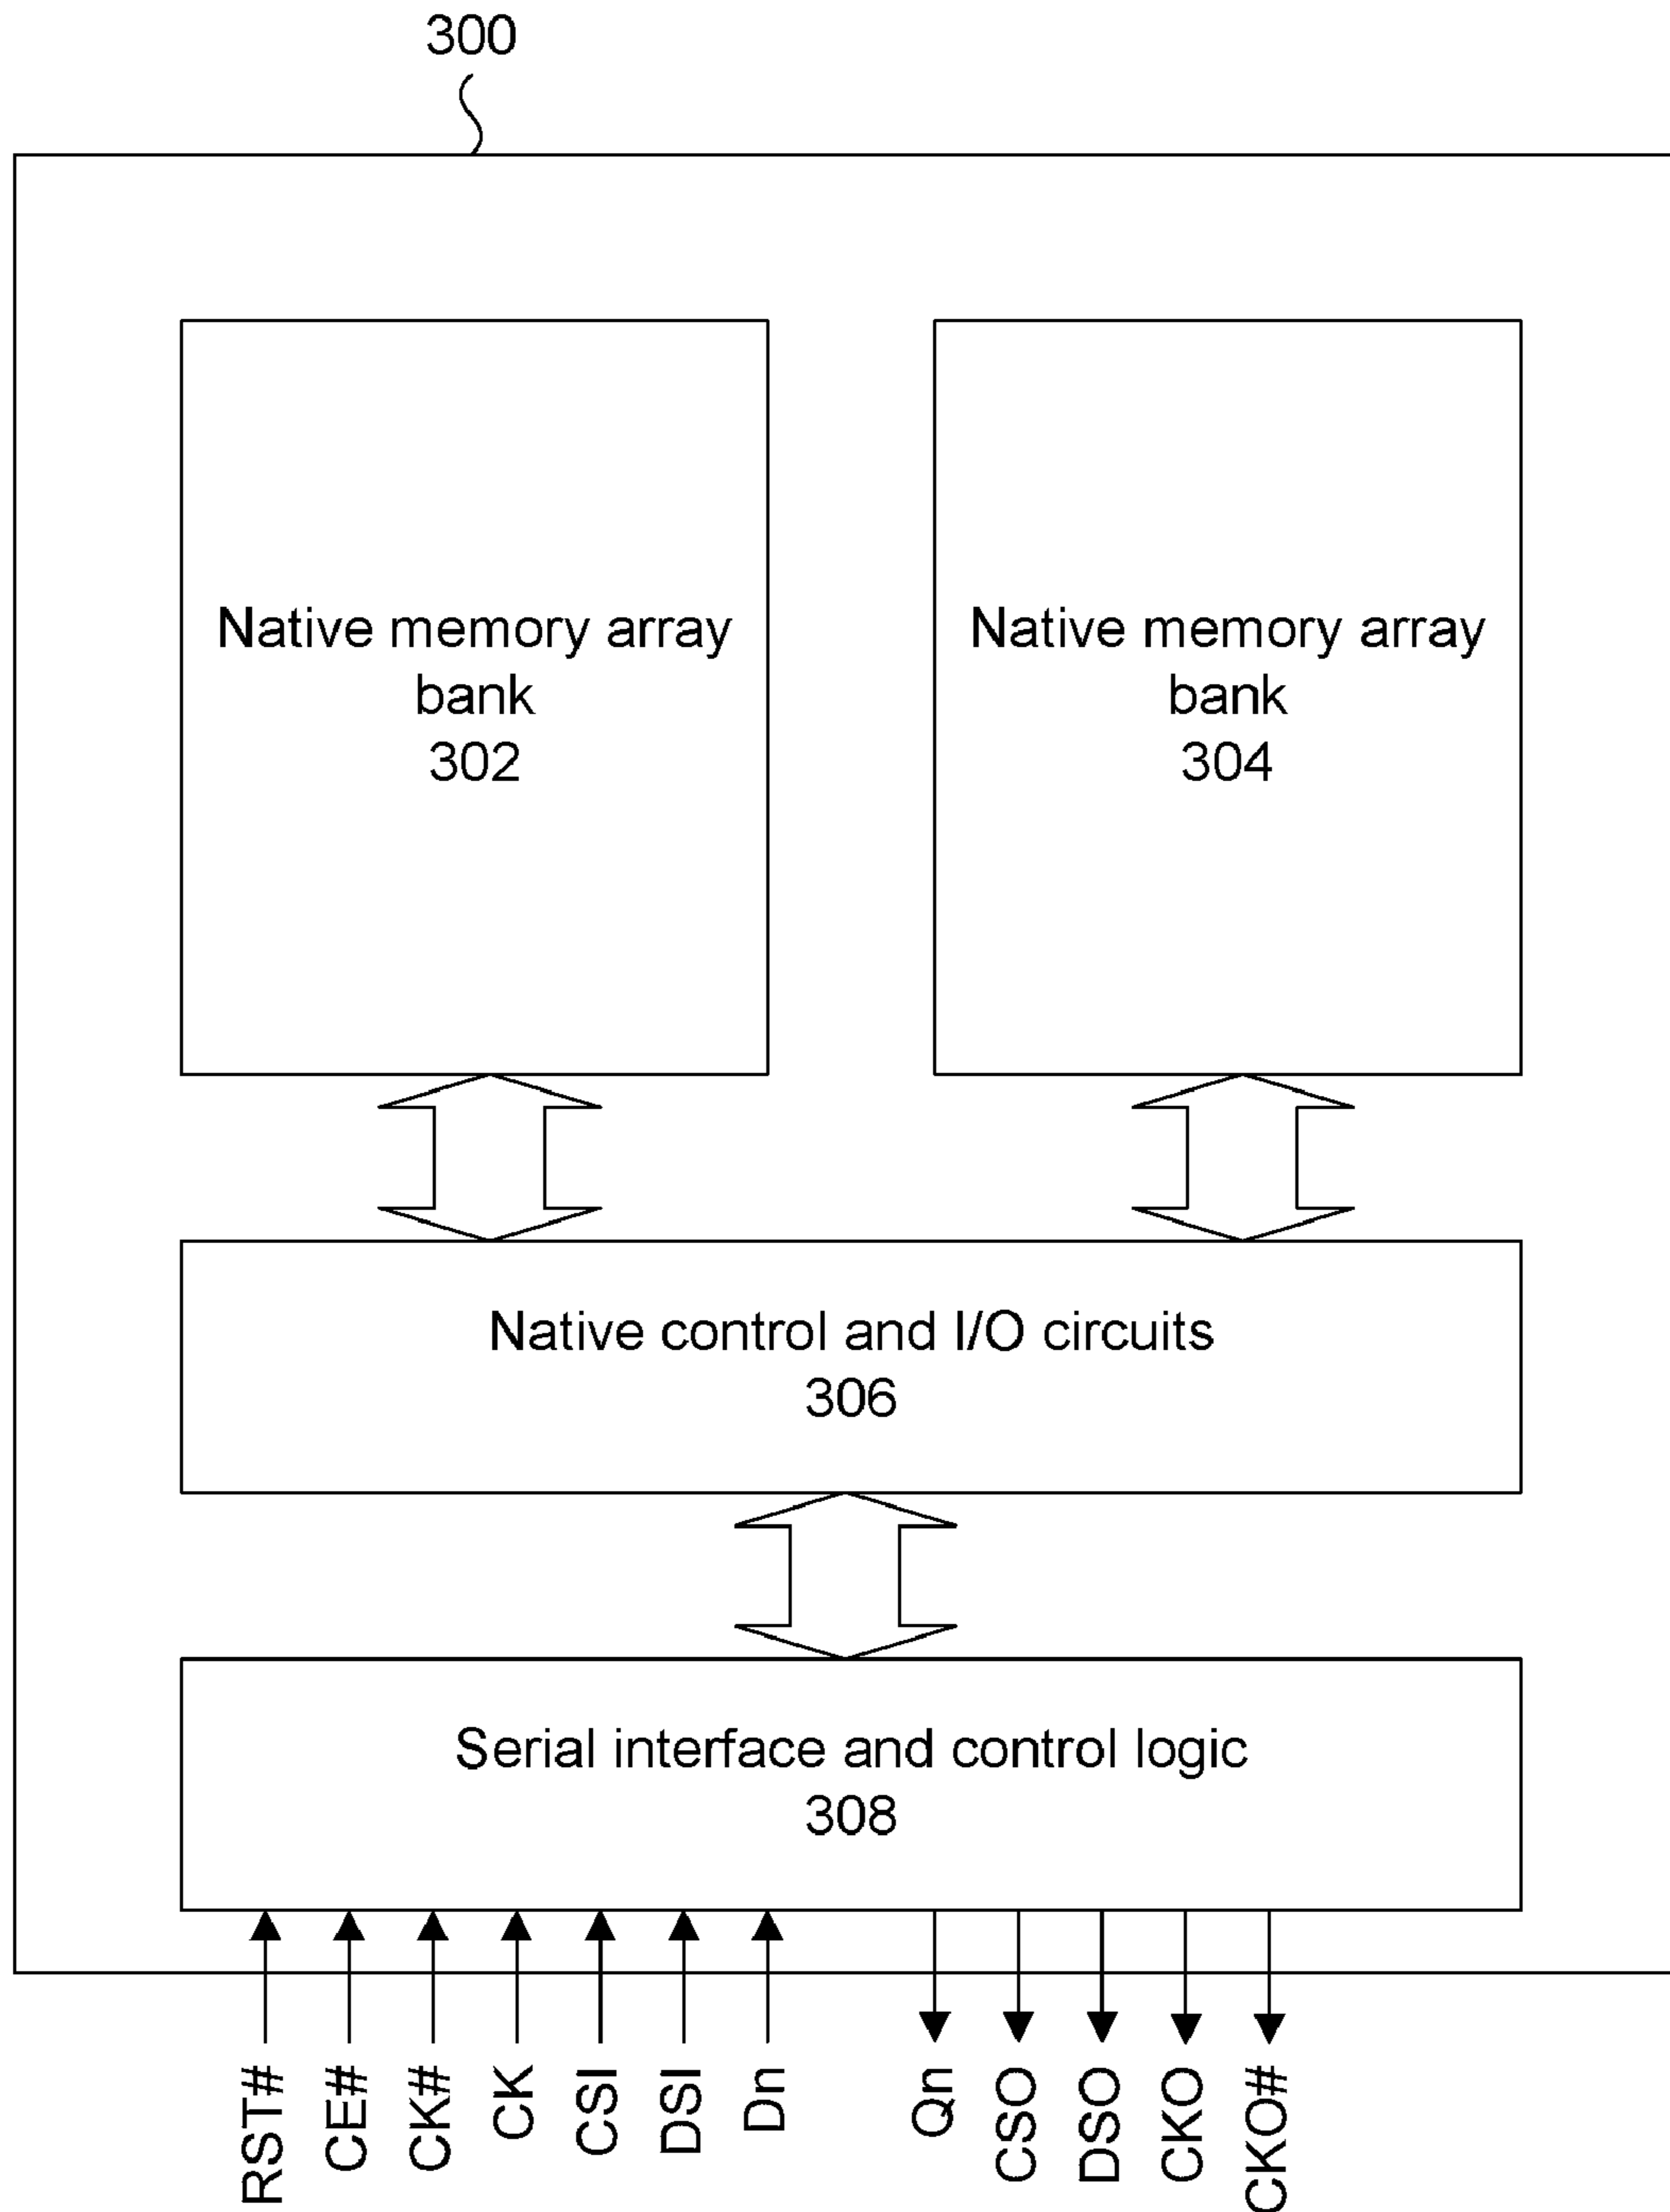 300
Native memory array
bank
302
Native memory array
bank
304
Native control and I/O circuits
306
Serial interface and control logic
308
RST#
CE#
CK#
CK
CSI
DSI
Dn
Qn
CSO
DSO
CKO
CKO#